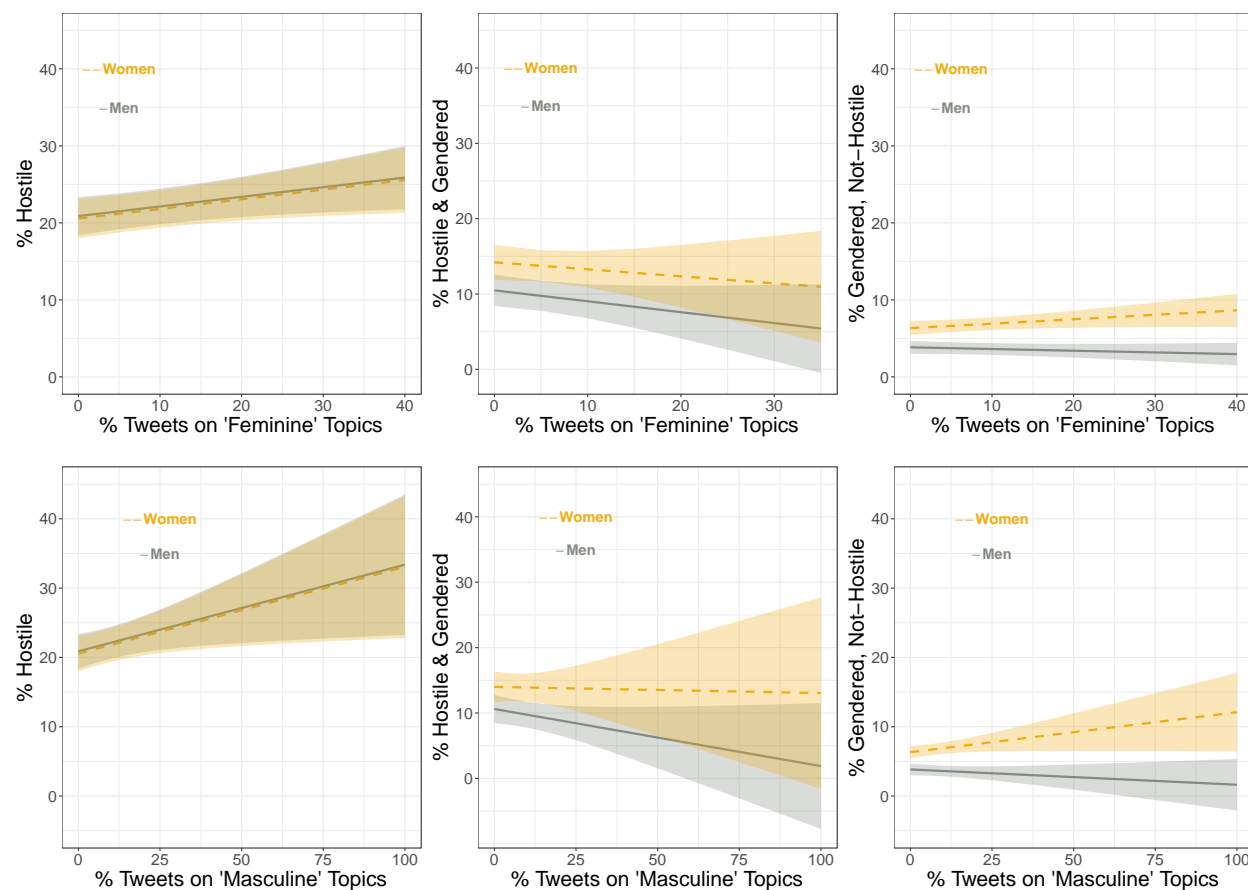 % Hostile
40
30
20
10
0
-- Women
– Men
0 10 20 30 40
% Tweets on 'Feminine' Topics
% Hostile & Gendered
40
30
20
10
0
-- Women
– Men
0 10 20 30
% Tweets on 'Feminine' Topics
% Gendered, Not−Hostile
40
30
20
10
0
-- Women
– Men
0 10 20 30 40
% Tweets on 'Feminine' Topics
% Hostile
40
30
20
10
0
-- Women
– Men
0 25 50 75 100
% Tweets on 'Masculine' Topics
% Hostile & Gendered
40
30
20
10
0
-- Women
– Men
0 25 50 75 100
% Tweets on 'Masculine' Topics
% Gendered, Not−Hostile
40
30
20
10
0
-- Women
– Men
0 25 50 75 100
% Tweets on 'Masculine' Topics